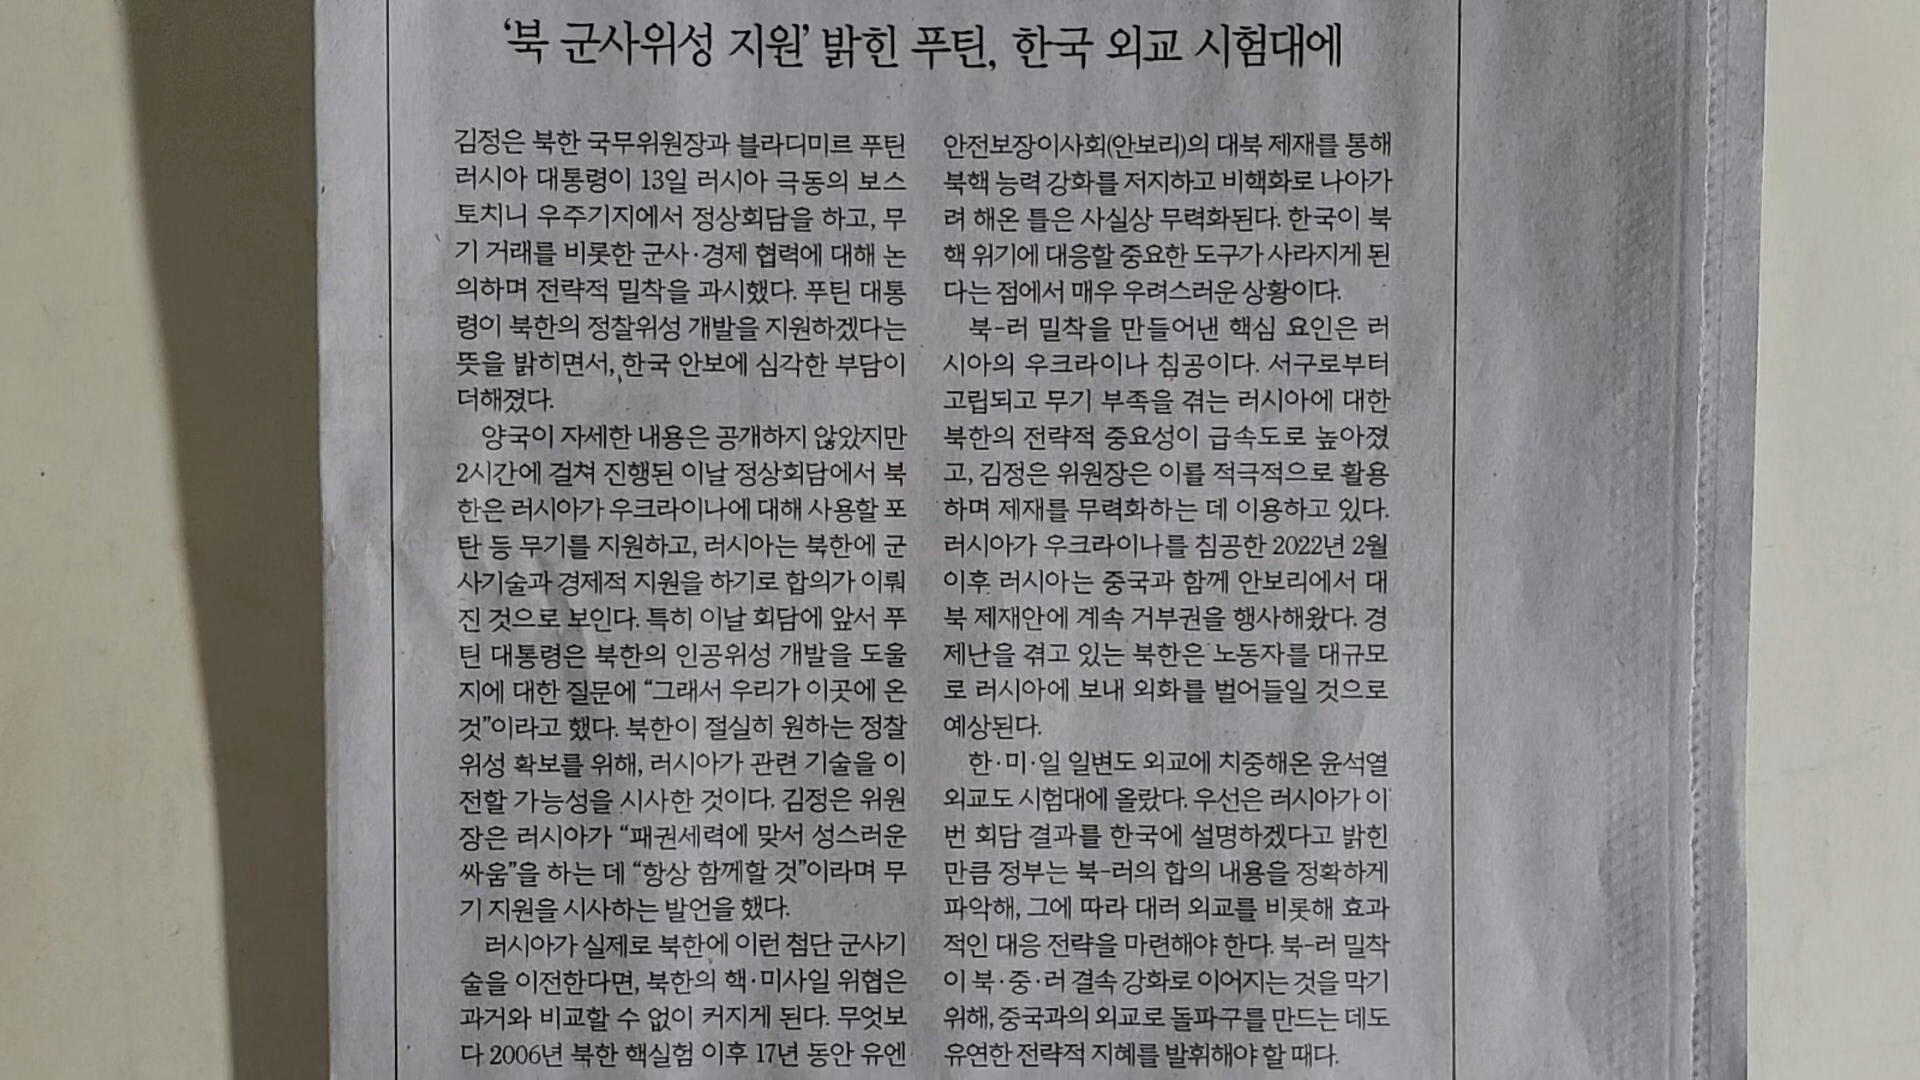 ‘북 군사위성 지원’ 밝힌 푸틴, 한국 외교 시험대에
김정은 북한 국무위원장과 블라디미르 푸틴
러시아 대통령이 13일 러시아 극동의 보스
토치니 우주기지에서 정상회담을 하고, 무
기 거래를 비롯한 군사·경제 협력에 대해 논
의하며 전략적 밀착을 과시했다. 푸틴 대통
령이 북한의 정찰위성 개발을 지원하겠다는
뜻을 밝히면서, 한국 안보에 심각한 부담이
더해졌다.
양국이 자세한 내용은 공개하지 않았지만
2시간에 걸쳐 진행된 이날 정상회담에서 북
한은 러시아가 우크라이나에 대해 사용할 포
탄 등 무기를 지원하고, 러시아는 북한에 군
사기술과 경제적 지원을 하기로 합의가 이뤄
진 것으로 보인다. 특히 이날 회담에 앞서 푸
틴 대통령은 북한의 인공위성 개발을 도울
지에 대한 질문에 “그래서 우리가 이곳에 온
것”이라고 했다. 북한이 절실히 원하는 정찰
위성 확보를 위해, 러시아가 관련 기술을 이
전할 가능성을 시사한 것이다. 김정은 위원
장은 러시아가 “패권세력에 맞서 성스러운
싸움”을 하는 데 “항상 함께할 것”이라며 무
기 지원을 시사하는 발언을 했다.
러시아가 실제로 북한에 이런 첨단 군사기
술을 이전한다면, 북한의 핵·미사일 위협은
과거와 비교할 수 없이 커지게 된다. 무엇보
다 2006년 북한 핵실험 이후 17년 동안 유엔
안전보장이사회(안보리)의 대북 제재를 통해
북핵 능력 강화를 저지하고 비핵화로 나아가
려 해온 틀은 사실상 무력화된다. 한국이 북
핵 위기에 대응할 중요한 도구가 사라지게 된
다는 점에서 매우 우려스러운 상황이다.
북-러 밀착을 만들어낸 핵심 요인은 러
시아의 우크라이나 침공이다. 서구로부터
고립되고 무기 부족을 겪는 러시아에 대한
북한의 전략적 중요성이 급속도로 높아졌
고, 김정은 위원장은 이를 적극적으로 활용
하며 제재를 무력화하는 데 이용하고 있다.
러시아가 우크라이나를 침공한 2022년 2월
이후 러시아는 중국과 함께 안보리에서 대
북 제재안에 계속 거부권을 행사해왔다. 경
제난을 겪고 있는 북한은 노동자를 대규모
로 러시아에 보내 외화를 벌어들일 것으로
예상된다.
한·미·일 일변도 외교에 치중해온 윤석열
외교도 시험대에 올랐다. 우선은 러시아가 이
번 회담 결과를 한국에 설명하겠다고 밝힌
만큼 정부는 북-러의 합의 내용을 정확하게
파악해, 그에 따라 대러 외교를 비롯해 효과
적인 대응 전략을 마련해야 한다. 북-러 밀착
이 북·중·러 결속 강화로 이어지는 것을 막기
위해, 중국과의 외교로 돌파구를 만드는 데도
유연한 전략적 지혜를 발휘해야 할 때다.